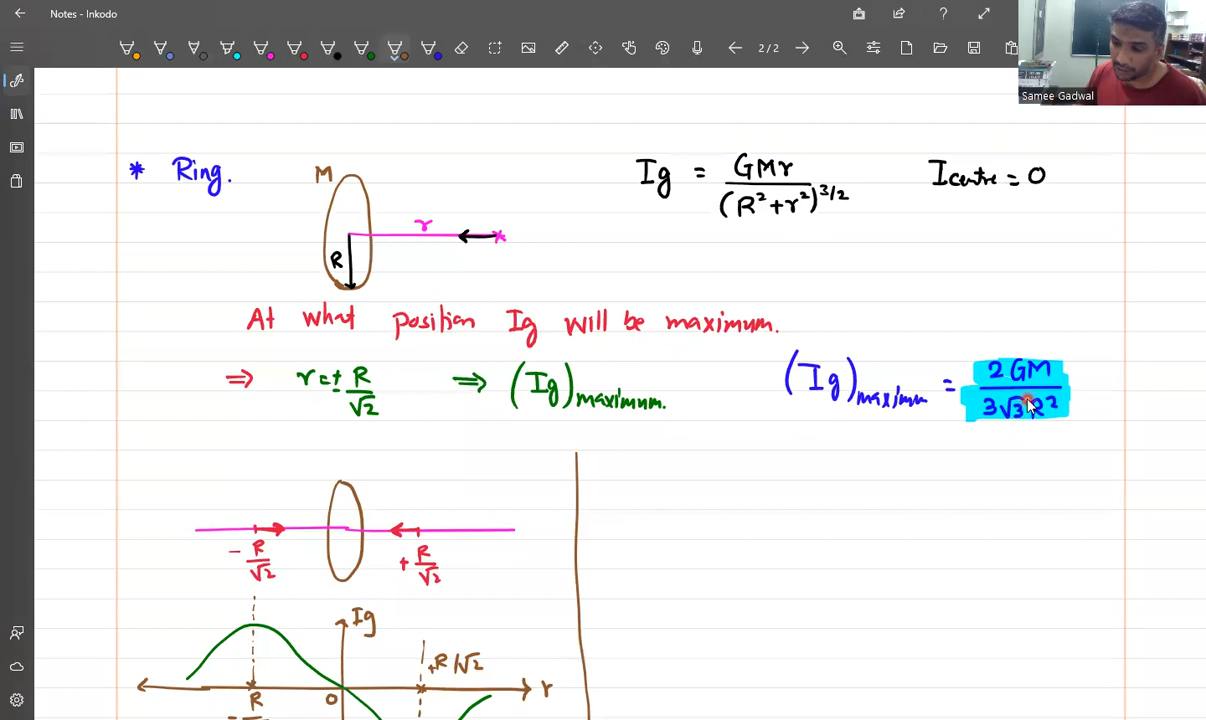 Notes - Inkodo
2/2
Samee Gadwal
* Ring.
M
r
R
Ig = GMr / (R² + r²)^3/2
Icentre = 0
At what position Ig will be maximum.
⇒ r = ± R/√2 ⇒ (Ig)maximum.
(Ig)maximum = 2GM / 3√3R²
- R/√2
+ R/√2
Ig
+R/√2
r
O
- R